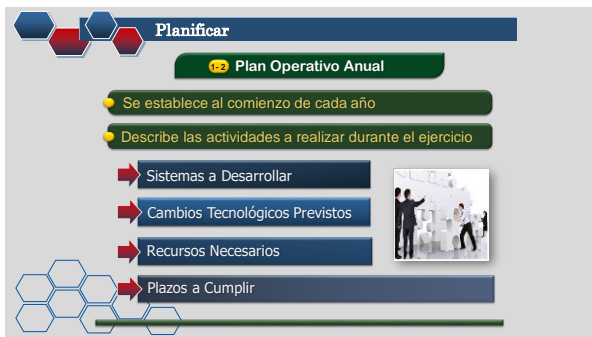 Planificar
1-2 Plan Operativo Anual
Se establece al comienzo de cada año
Describe las actividades a realizar durante el ejercicio
Sistemas a Desarrollar
Cambios Tecnológicos Previstos
Recursos Necesarios
Plazos a Cumplir